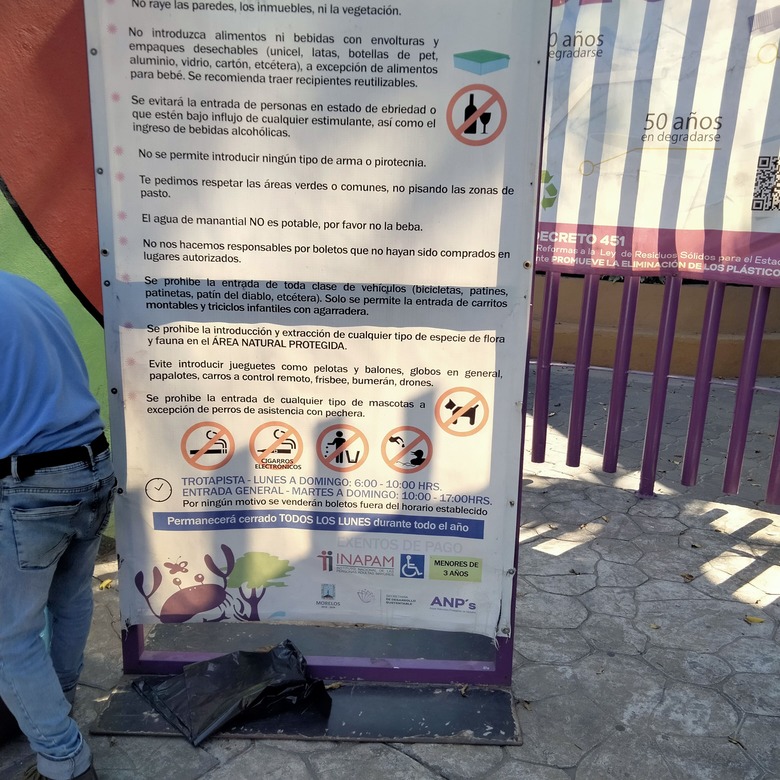 No raye las paredes, los inmuebles, ni la vegetación.
No introduzca alimentos ni bebidas con envolturas y
empaques desechables (unicel, latas, botellas de pet,
aluminio, vidrio, cartón, etcétera), a excepción de alimentos
para bebé. Se recomienda traer recipientes reutilizables.
Se evitará la entrada de personas en estado de ebriedad o
que estén bajo influjo de cualquier estimulante, así como el
ingreso de bebidas alcohólicas.
No se permite introducir ningún tipo de arma o pirotecnia.
Te pedimos respetar las áreas verdes o comunes, no pisando las zonas de
pasto.
El agua de manantial NO es potable, por favor no la beba.
No nos hacemos responsables por boletos que no hayan sido comprados en
lugares autorizados.
Se prohibe la entrada de toda clase de vehículos (bicicletas, patines,
patinetas, patín del diablo, etcétera). Solo se permite la entrada de carritos
montables y triciclos infantiles con agarradera.
Se prohibe la introducción y extracción de cualquier tipo de especie de flora
y fauna en el ÁREA NATURAL PROTEGIDA.
Evite introducir juguetes como pelotas y balones, globos en general,
papalotes, carros a control remoto, frisbee, bumerán, drones.
Se prohibe la entrada de cualquier tipo de mascotas a
excepción de perros de asistencia con pechera.
CIGARROS
ELECTRONICOS
TROTAPISTA - LUNES A DOMINGO: 6:00 - 10:00 HRS.
ENTRADA GENERAL - MARTES A DOMINGO: 10:00 - 17:00HRS.
Por ningún motivo se venderán boletos fuera del horario establecido
Permanecerá cerrado TODOS LOS LUNES durante todo el año
EXENTOS DE PAGO
INAPAM
MENORES DE
3 AÑOS
MORELOS
ANP's
0 años
egradarse
50 años
en degradarse
DECRETO 451
Reformas a la Ley de Residuos Sólidos para el Estad
nte PROMUEVE LA ELIMINACIÓN DE LOS PLÁSTICO